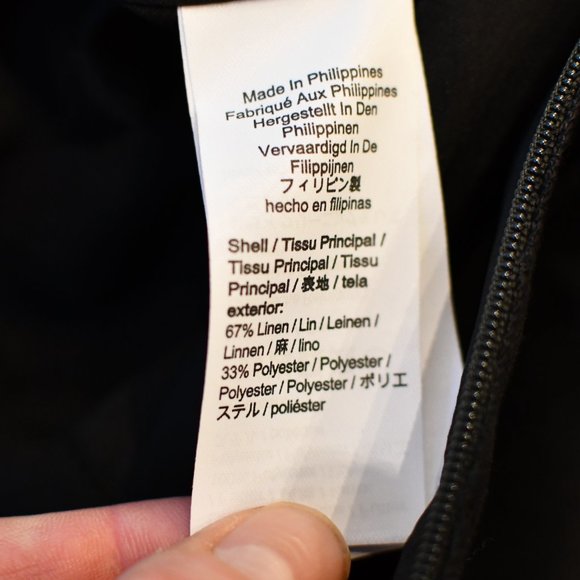 Made In Philippines
Fabriqué Aux Philippines
Hergestellt In Den
Philippinen
Vervaardigd In De
Filippijnen
フィリピン製
hecho en filipinas
Shell / Tissu Principal /
Tissu Principal / Tissu
Principal / 表地 / tela
exterior:
67% Linen / Lin / Leinen /
Linnen / 麻 / lino
33% Polyester / Polyester /
Polyester / Polyester / ポリエ
ステル / poliéster